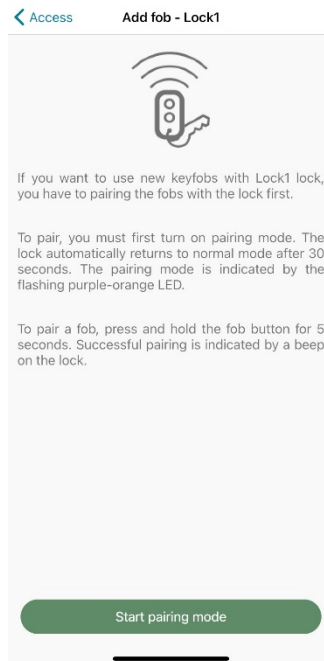 Access
Add fob - Lock1
If you want to use new keyfobs with Lock1 lock,
you have to pairing the fobs with the lock first.
To pair, you must first turn on pairing mode. The
lock automatically returns to normal mode after 30
seconds. The pairing mode is indicated by the
flashing purple-orange LED.
To pair a fob, press and hold the fob button for 5
seconds. Successful pairing is indicated by a beep
on the lock.
Start pairing mode